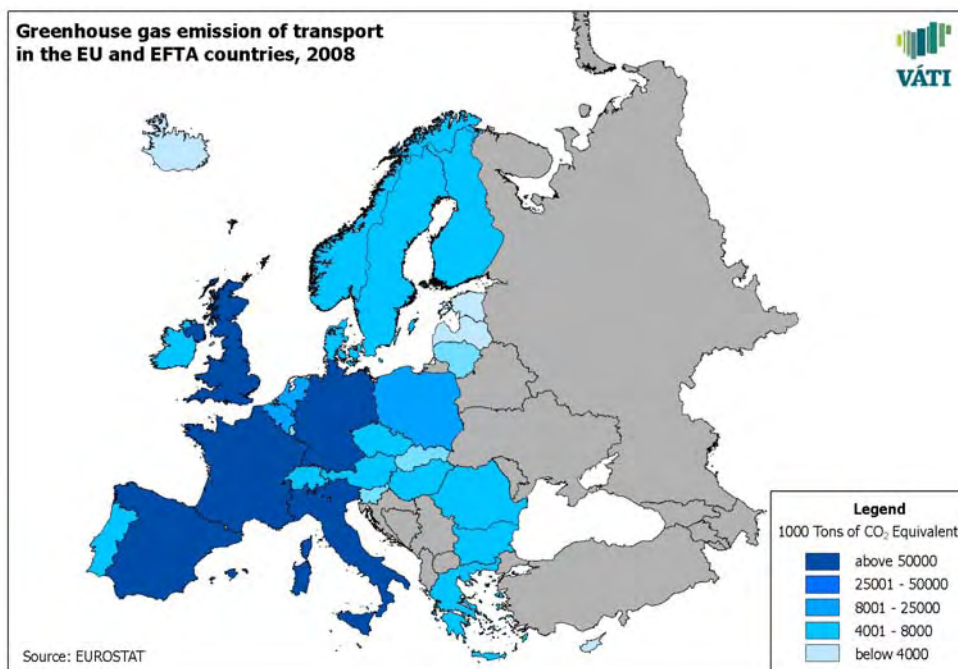 Greenhouse gas emission of transport
in the EU and EFTA countries, 2008
VÁTI
Legend
1000 Tons of CO₂ Equivalent
above 50000
25001 - 50000
8001 - 25000
4001 - 8000
below 4000
Source: EUROSTAT